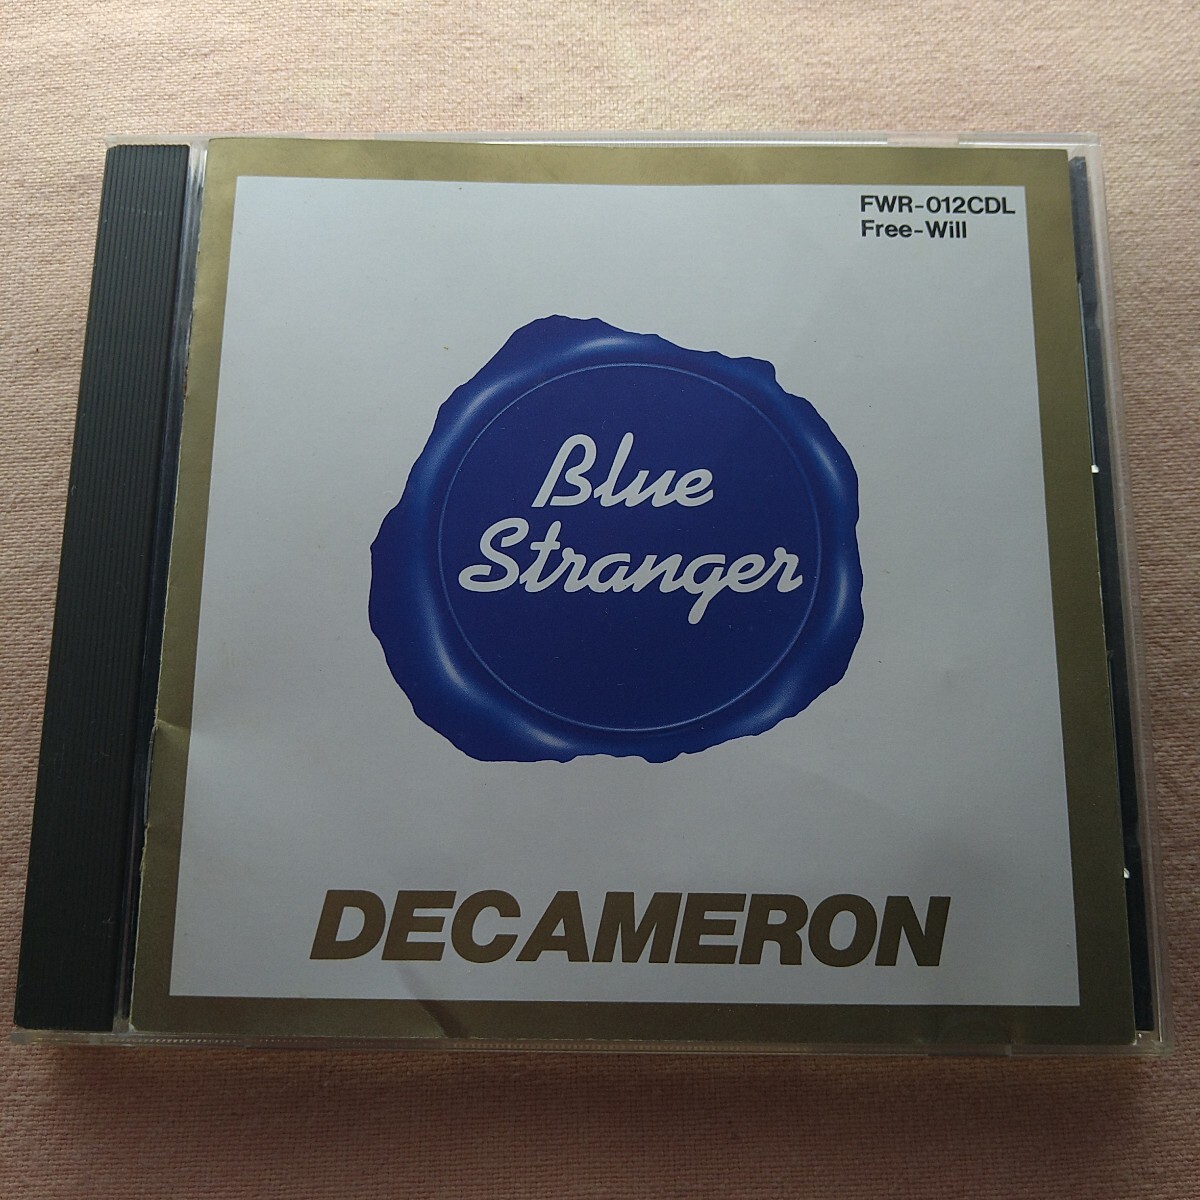 FWR-012CDL
Free-Will
Blue
Stranger
DECAMERON